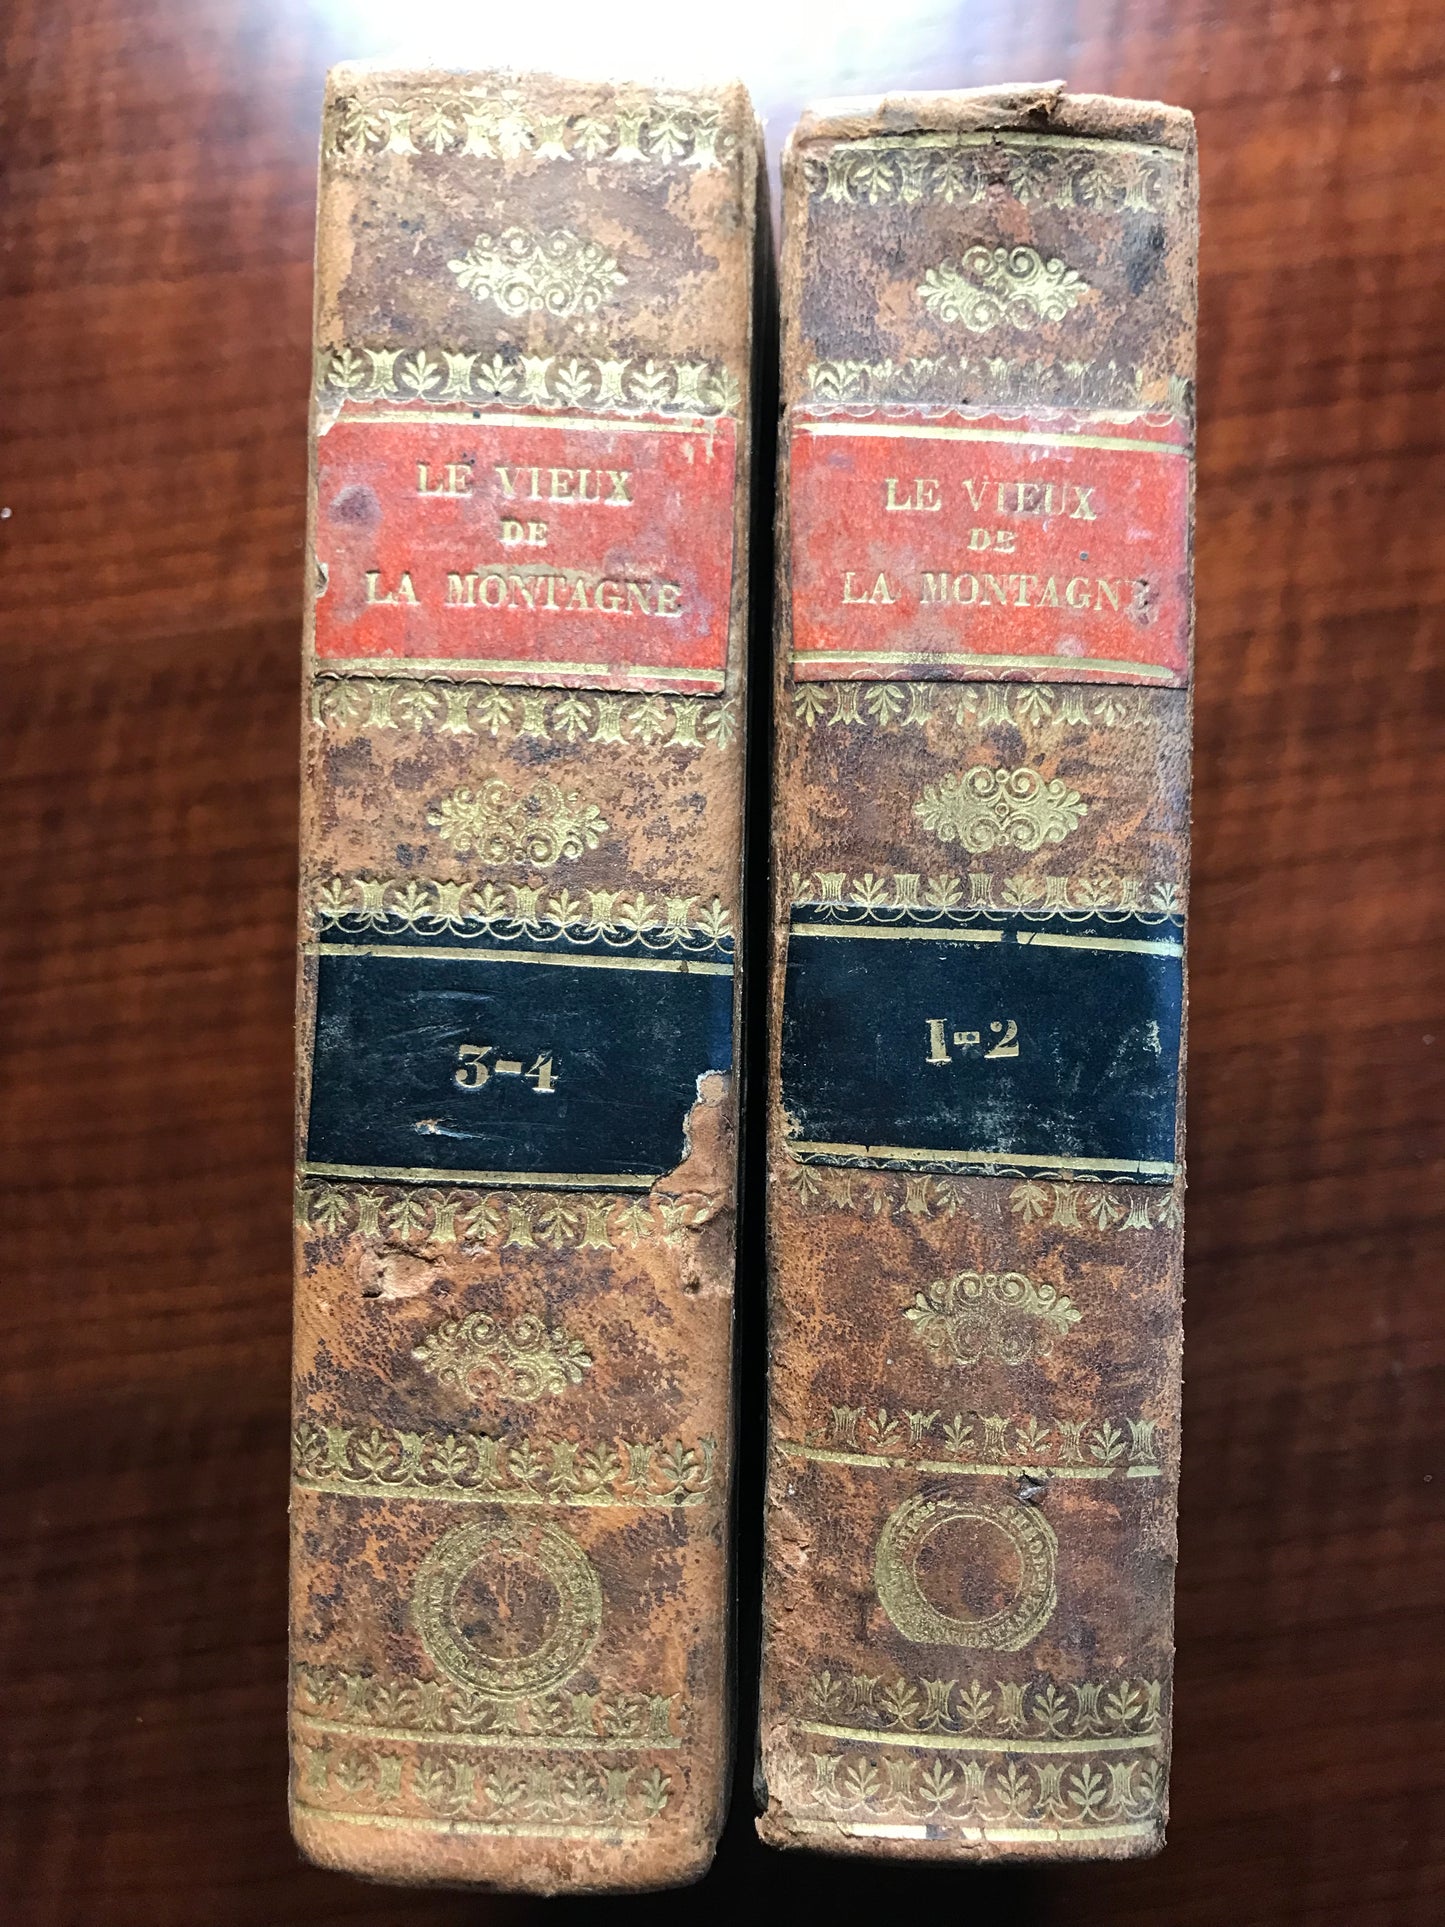 LE VIEUX
DE
LA MONTAGNE
3-4
LE VIEUX
DE
LA MONTAGNE
1-2